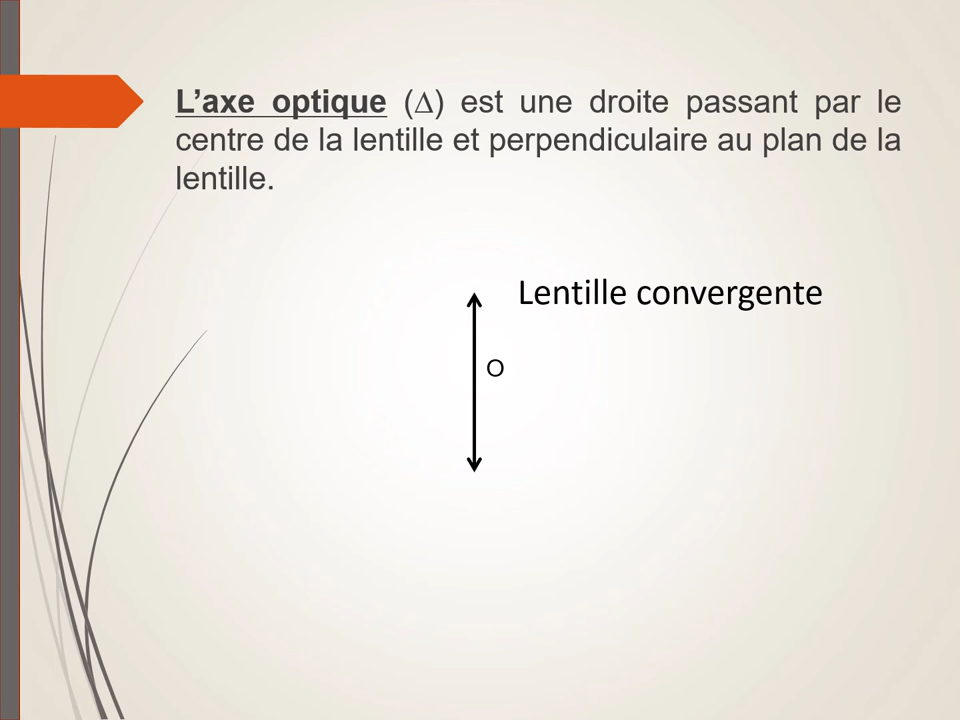 L’axe optique (∆) est une droite passant par le
centre de la lentille et perpendiculaire au plan de la
lentille.
Lentille convergente
O